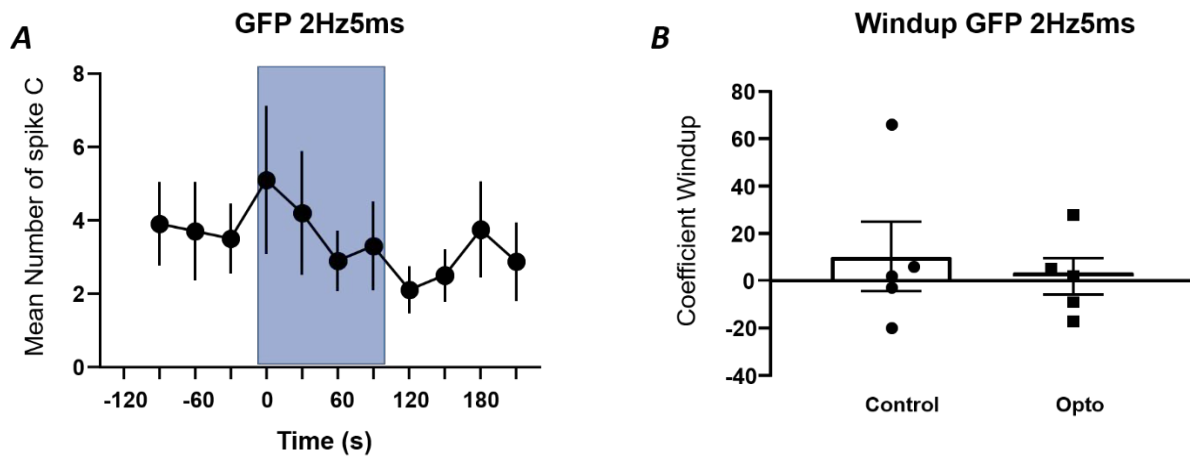 A
GFP 2Hz5ms
Mean Number of spike C
8
6
4
2
0
-120 -60 0 60 120 180
Time (s)
B
Windup GFP 2Hz5ms
Coefficient Windup
80
60
40
20
0
-20
-40
Control Opto